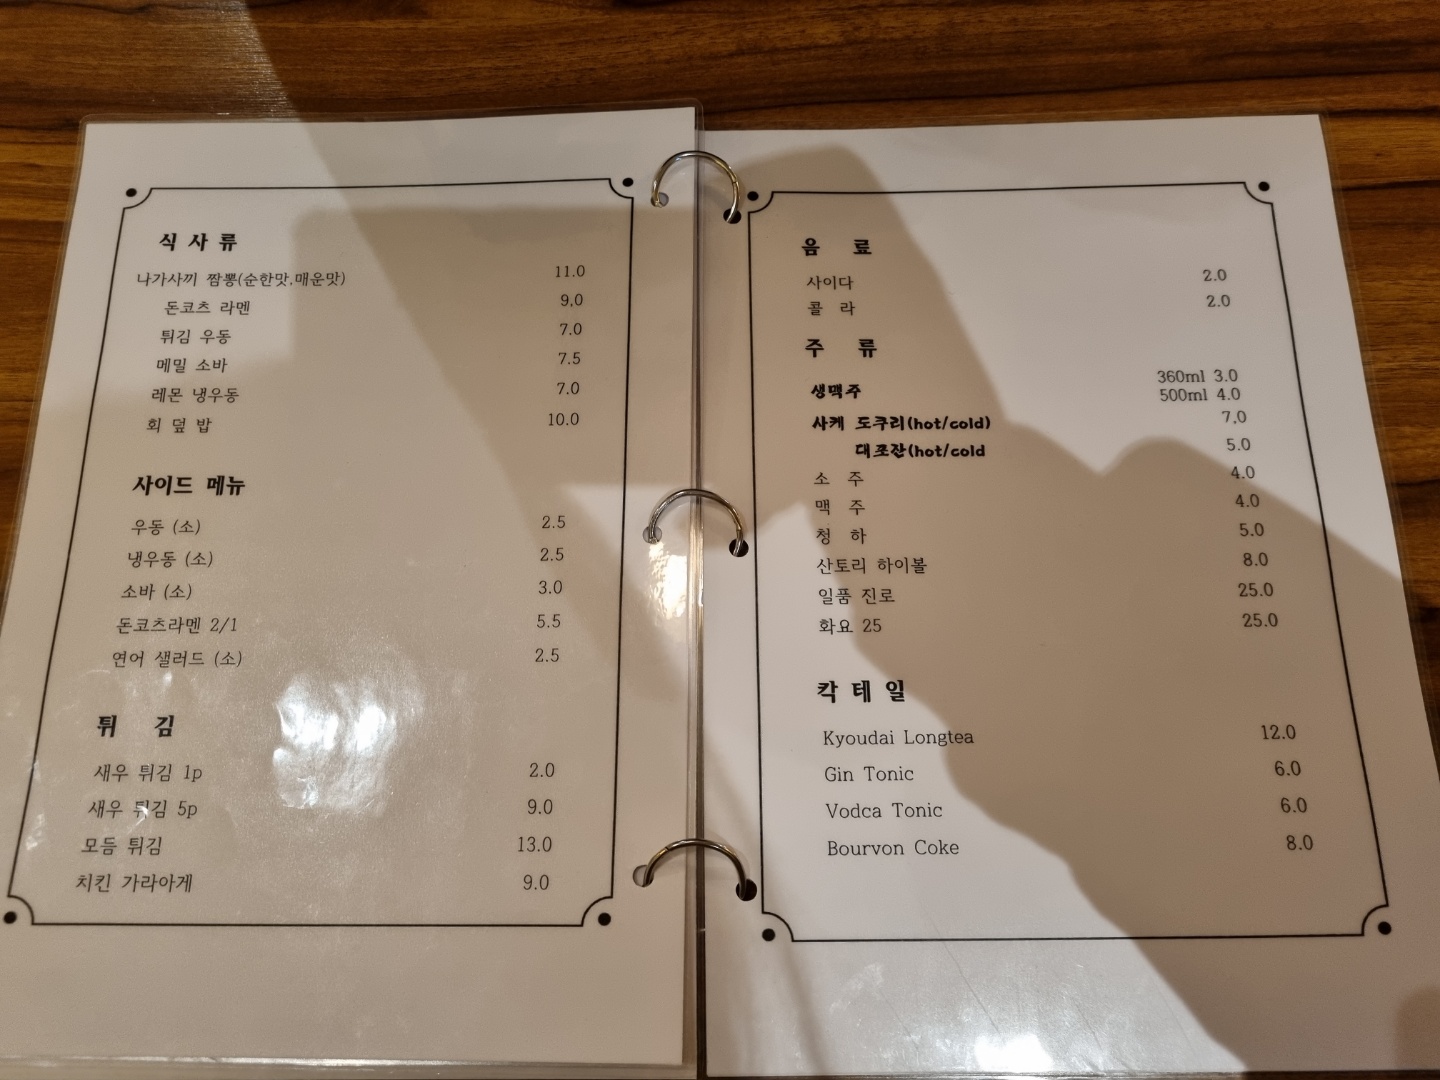 식 사 류
나가사끼 짬뽕(순한맛,매운맛) 11.0
돈코츠 라멘 9.0
튀김 우동 7.0
메밀 소바 7.5
레몬 냉우동 7.0
회 덮 밥 10.0
사이드 메뉴
우동 (소) 2.5
냉우동 (소) 2.5
소바 (소) 3.0
돈코츠라멘 2/1 5.5
연어 샐러드 (소) 2.5
튀 김
새우 튀김 1p 2.0
새우 튀김 5p 9.0
모듬 튀김 13.0
치킨 가라아게 9.0
음 료
사이다 2.0
콜 라 2.0
주 류
생맥주 360ml 3.0
500ml 4.0
사케 도쿠리(hot/cold) 7.0
대포잔(hot/cold 5.0
소 주 4.0
맥 주 4.0
청 하 5.0
산토리 하이볼 8.0
일품 진로 25.0
화요 25 25.0
칵 테 일
Kyoudai Longtea 12.0
Gin Tonic 6.0
Vodca Tonic 6.0
Bourvon Coke 8.0